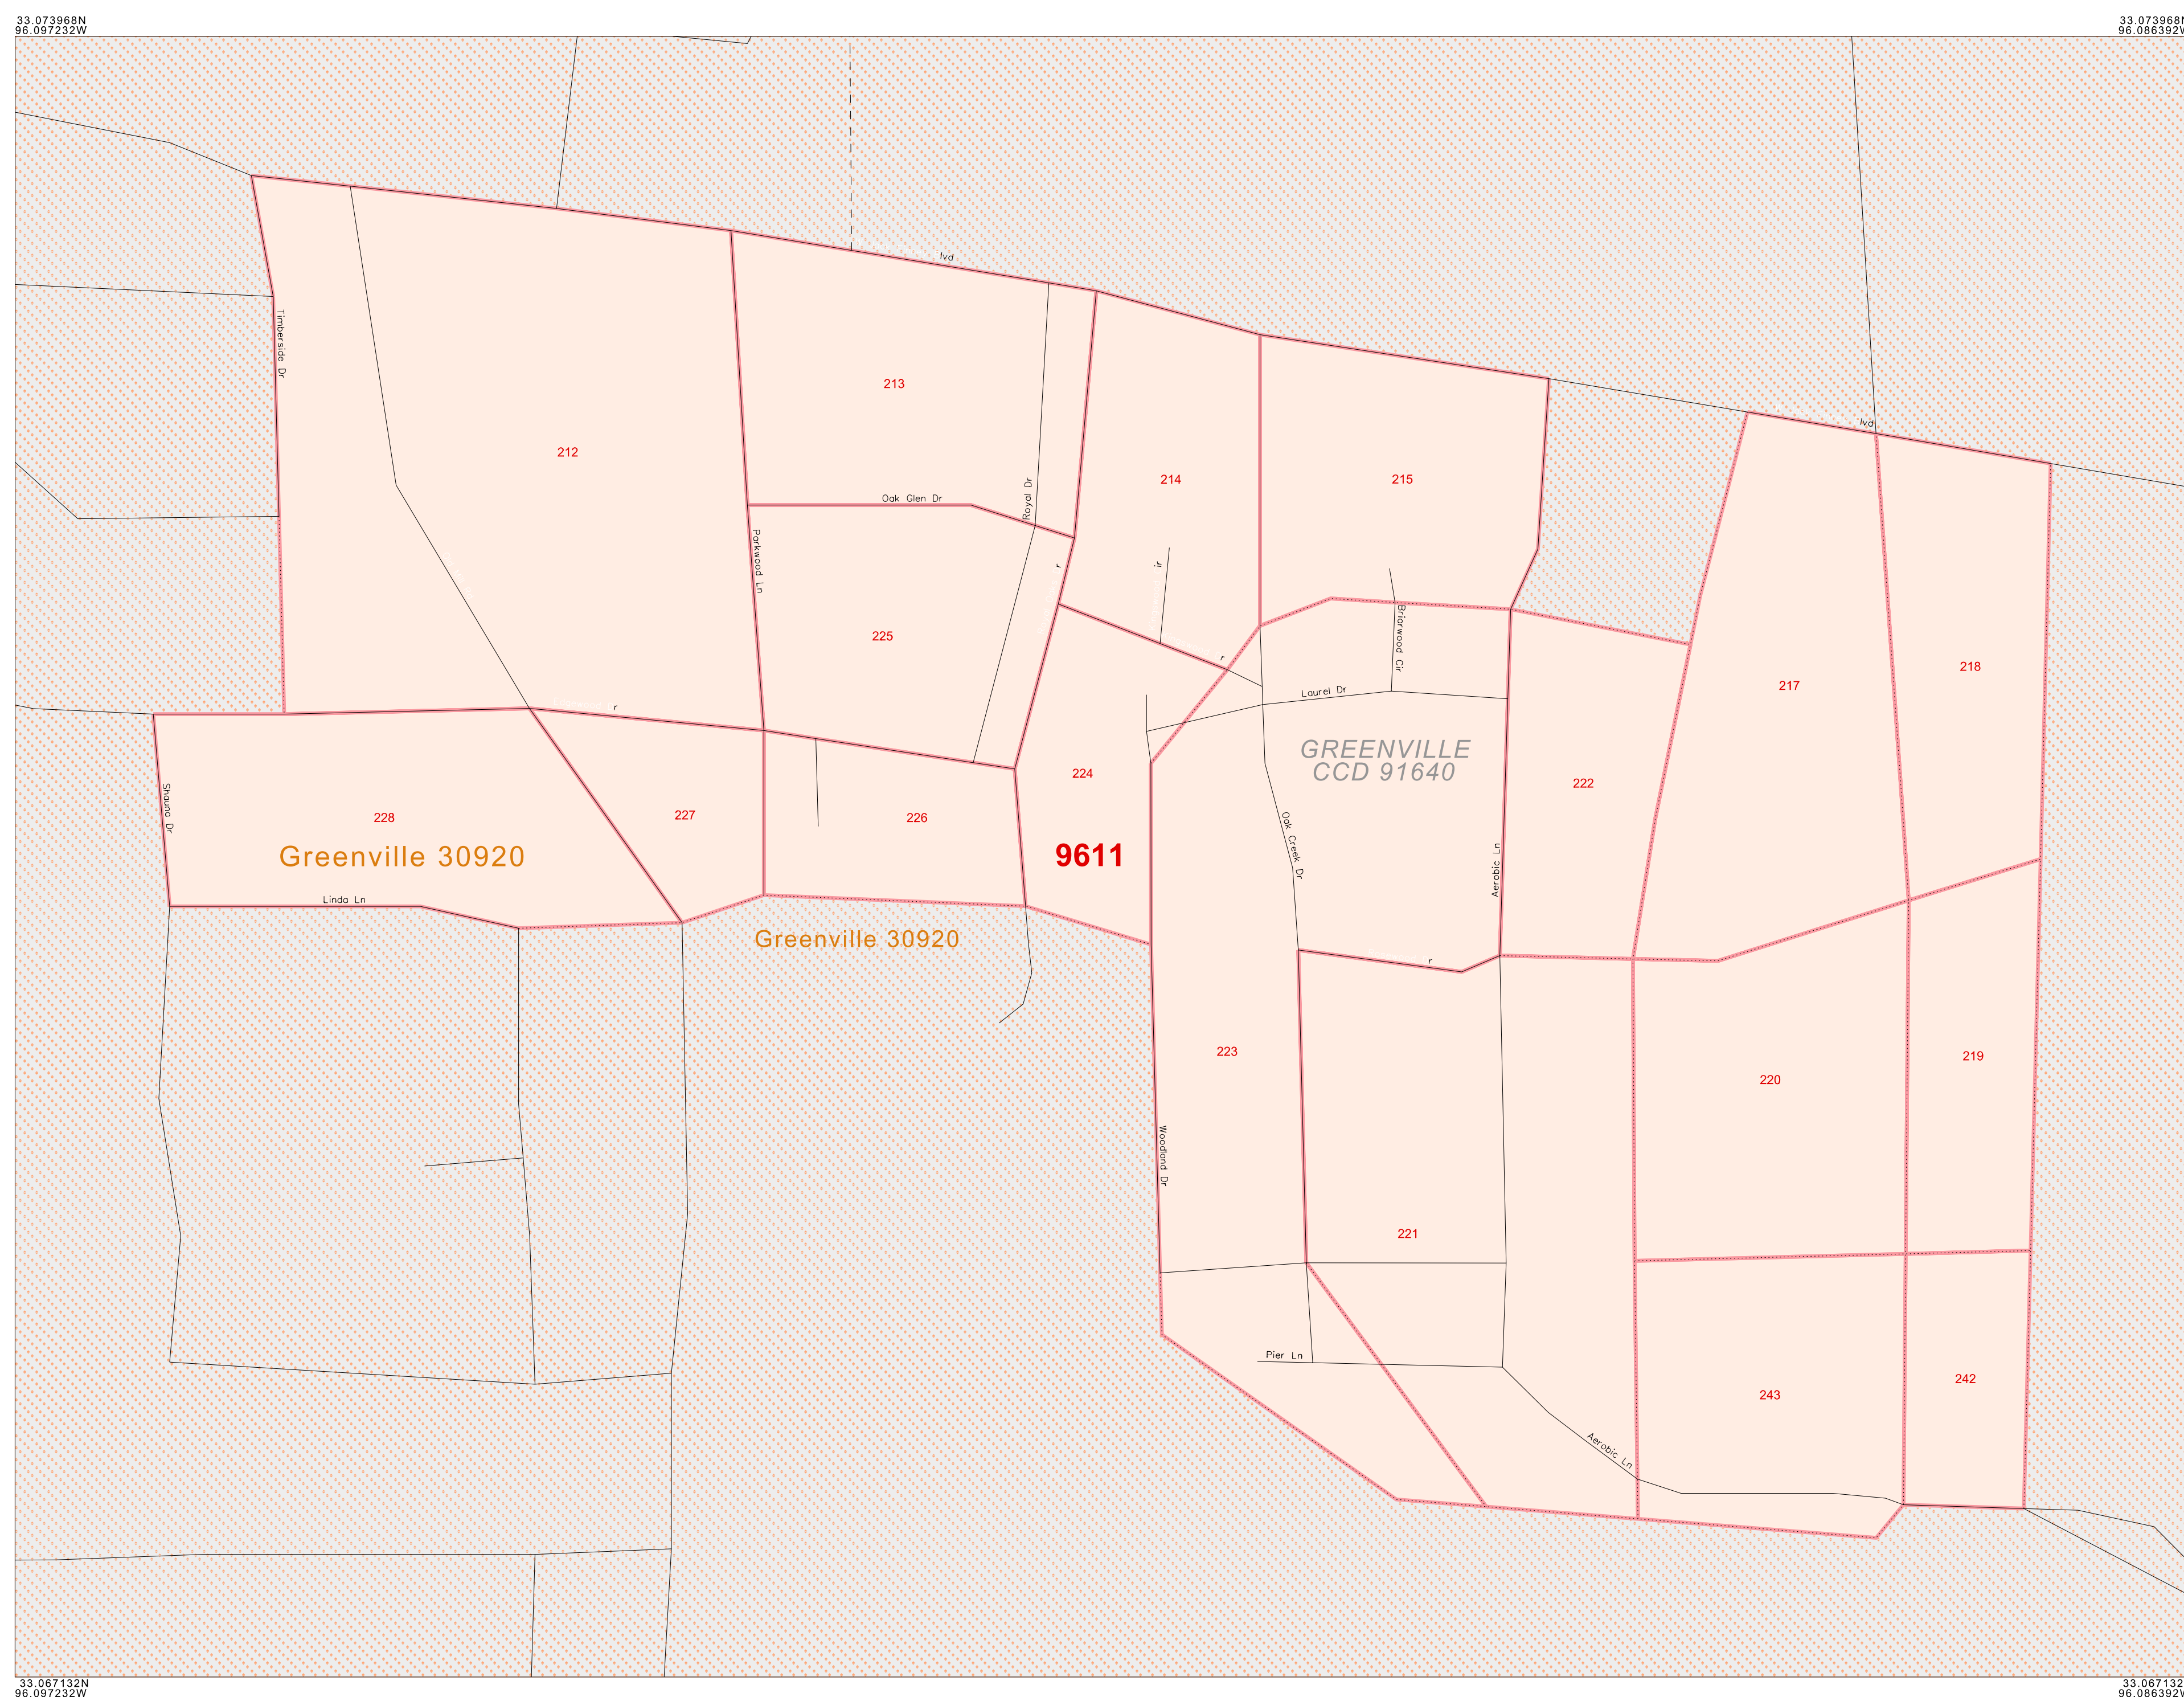 33.073968N
96.097232W
33.073968N
96.086392W
lvd
lvd
Timberside Dr
213
212
214
215
Oak Glen Dr
Royal Dr
Parkwood Ln
r
ir
Briarwood Cir
225
218
217
r
Laurel Dr
r
GREENVILLE
CCD 91640
224
222
Shauna Dr
228
227
226
Oak Creek Dr
Aerobic Ln
Greenville 30920
9611
Linda Ln
Greenville 30920
r
223
219
220
Woodland Dr
221
Pier Ln
243
242
Aerobic Ln
33.067132N
96.097232W
33.067132
96.086392W